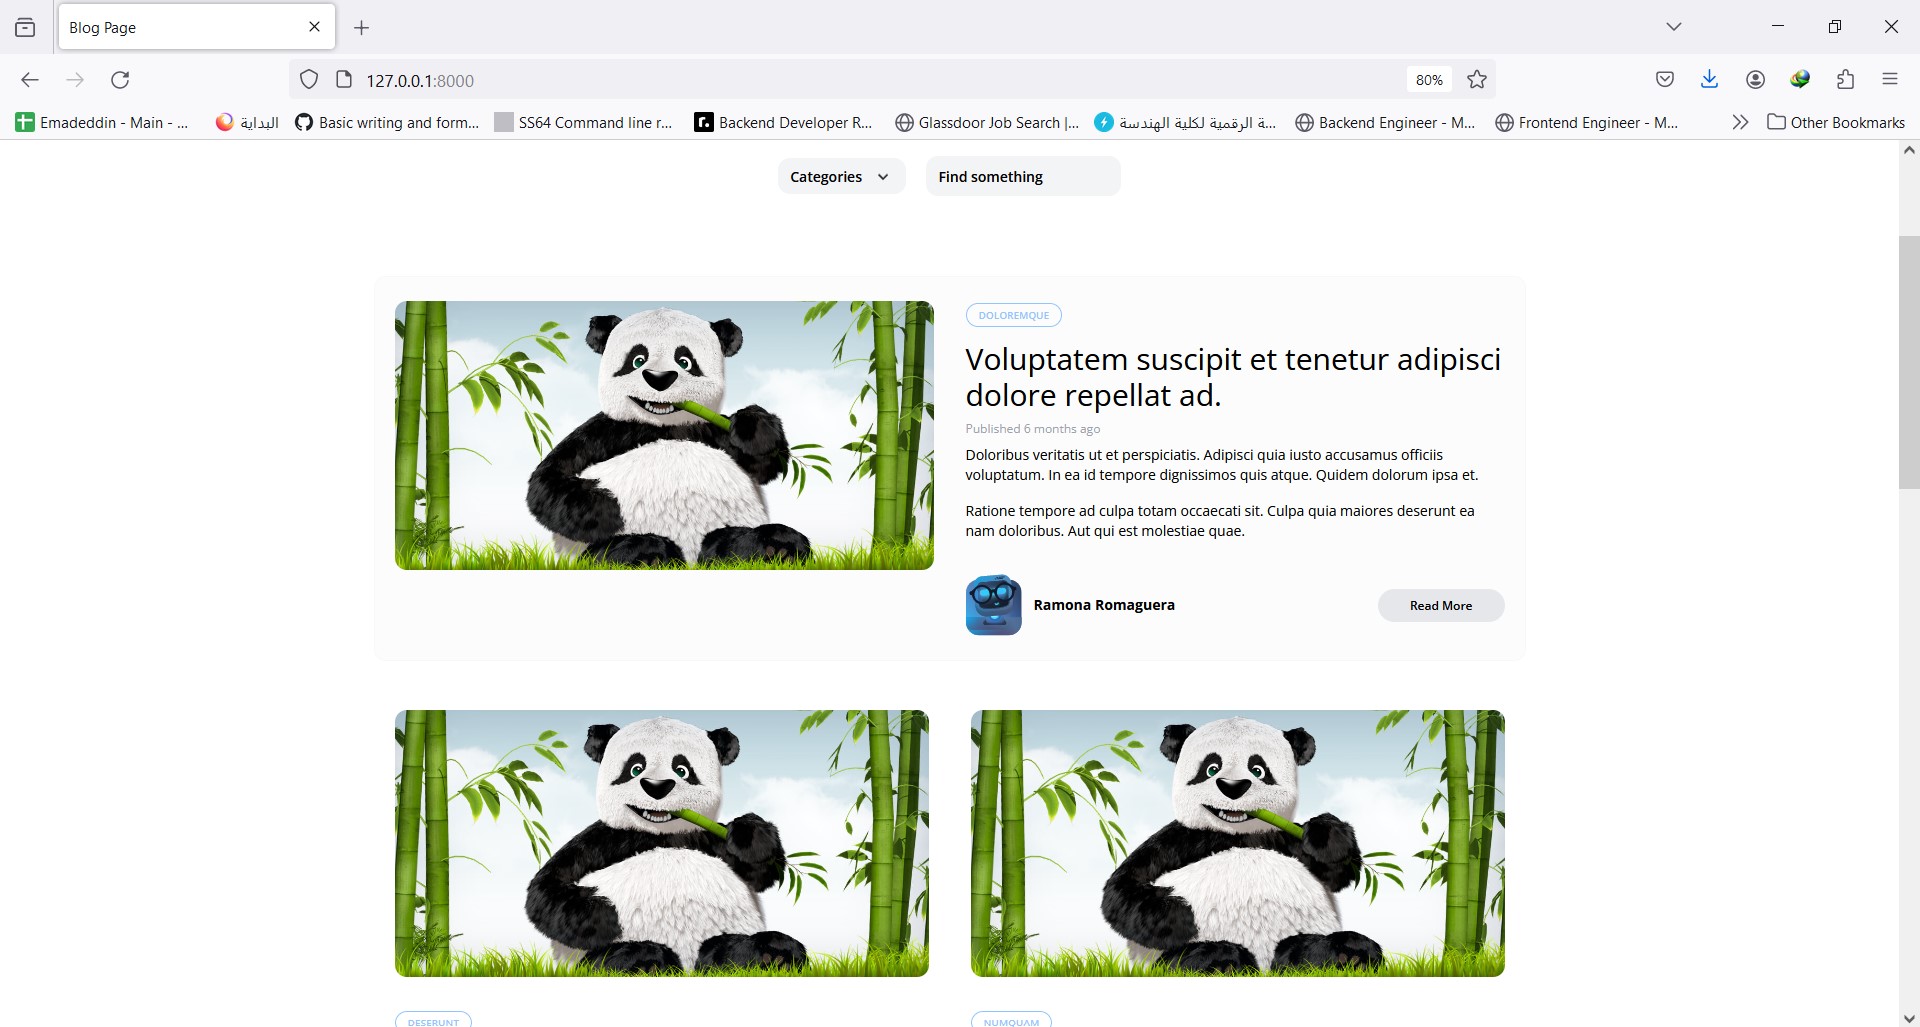 Blog Page
127.0.0.1:8000
80%
Emadeddin - Main - ...
البداية
Basic writing and form...
SS64 Command line r...
r.
Backend Developer R...
Glassdoor Job Search |...
ة الرقمية لكلية الهندسة...
Backend Engineer - M...
Frontend Engineer - M...
Other Bookmarks
Categories
Find something
DOLOREMQUE
Voluptatem suscipit et tenetur adipisci
dolore repellat ad.
Published 6 months ago
Doloribus veritatis ut et perspiciatis. Adipisci quia iusto accusamus officiis
voluptatum. In ea id tempore dignissimos quis atque. Quidem dolorum ipsa et.
Ratione tempore ad culpa totam occaecati sit. Culpa quia maiores deserunt ea
nam doloribus. Aut qui est molestiae quae.
Ramona Romaguera
Read More
DESERUNT
NUMQUAM